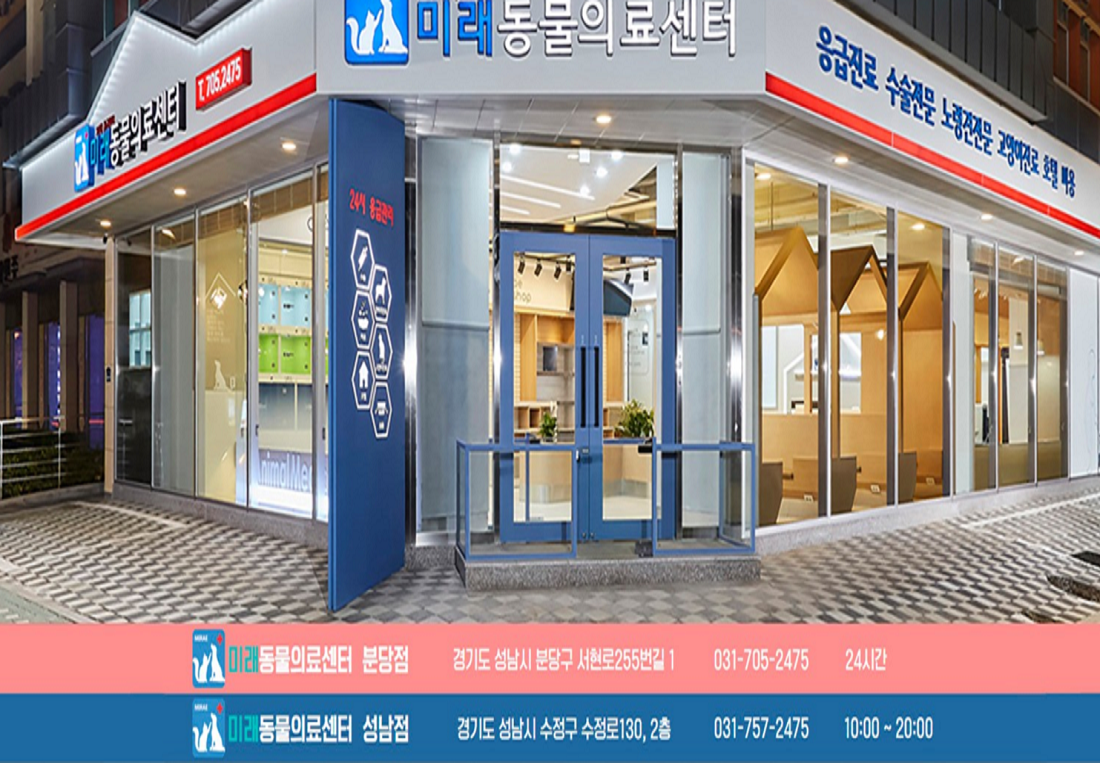 미래동물의료센터
응급진료 수술전문 노령견전문 고양이진료 호텔 미용
미래동물의료센터
T. 705.2475
24시 응급진료
MIRAE 미래동물의료센터 분당점 경기도 성남시 분당구 서현로255번길 1 031-705-2475 24시간
MIRAE 미래동물의료센터 성남점 경기도 성남시 수정구 수정로130, 2층 031-757-2475 10:00 ~ 20:00